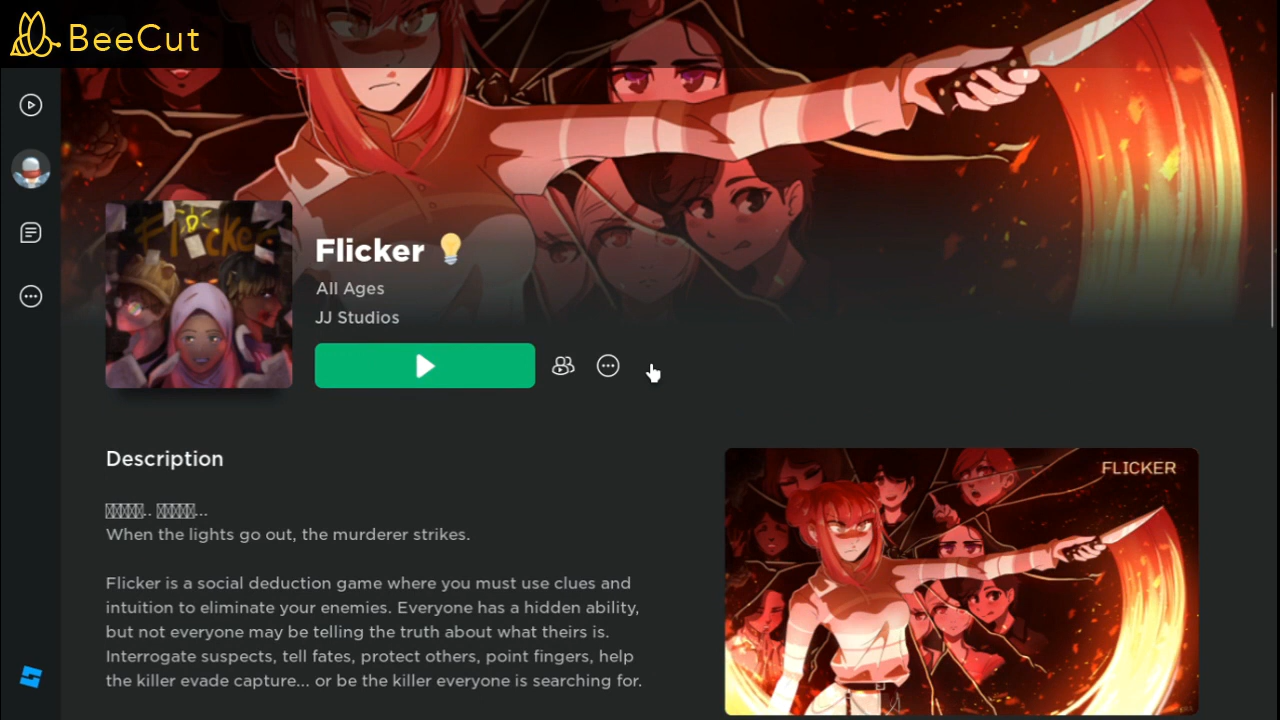 BeeCut
Flicker
Flicker 💡
All Ages
JJ Studios
Description
When the lights go out, the murderer strikes.
Flicker is a social deduction game where you must use clues and
intuition to eliminate your enemies. Everyone has a hidden ability,
but not everyone may be telling the truth about what theirs is.
Interrogate suspects, tell fates, protect others, point fingers, help
the killer evade capture... or be the killer everyone is searching for.
FLICKER